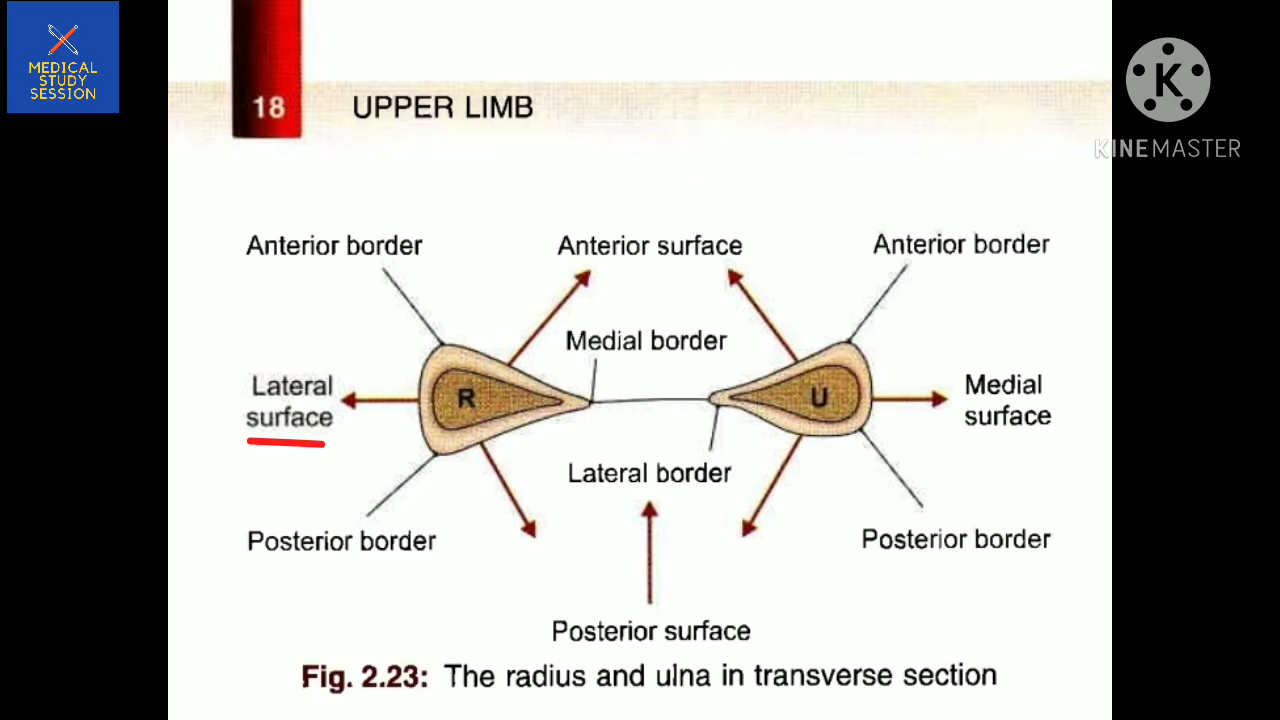 MEDICAL
STUDY
SESSION
18 UPPER LIMB
K
KINEMASTER
Anterior border
Anterior surface
Anterior border
Medial border
Lateral
surface
R
U
Medial
surface
Lateral border
Posterior border
Posterior border
Posterior surface
Fig. 2.23: The radius and ulna in transverse section